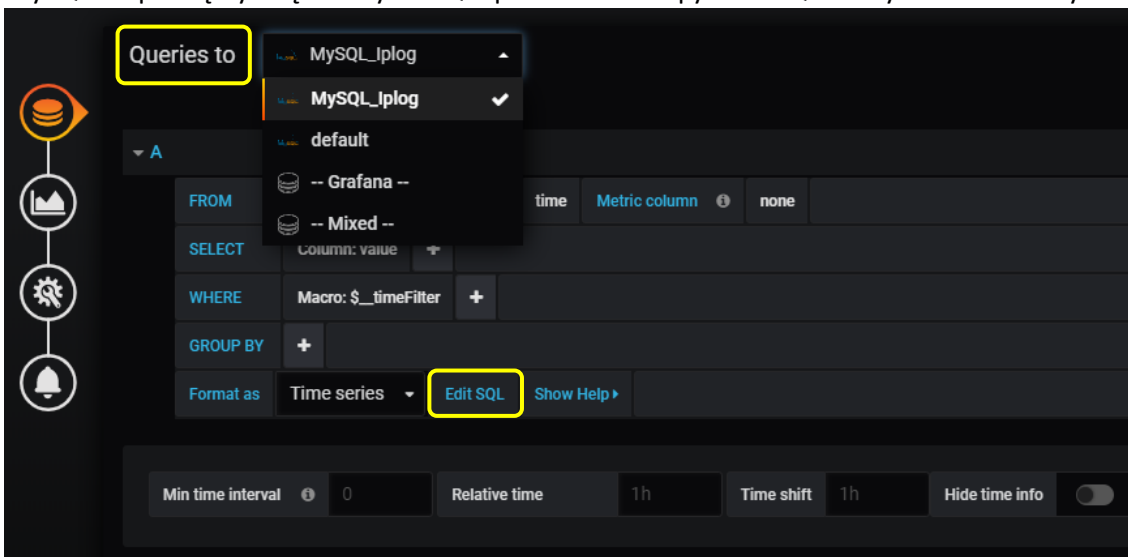 Queries to MySQL_Iplog
MySQL_Iplog
default
-- Grafana --
-- Mixed --
A
FROM time Metric column none
SELECT Column: value +
WHERE Macro: $__timeFilter +
GROUP BY +
Format as Time series Edit SQL Show Help
Min time interval 0 Relative time 1h Time shift 1h Hide time info